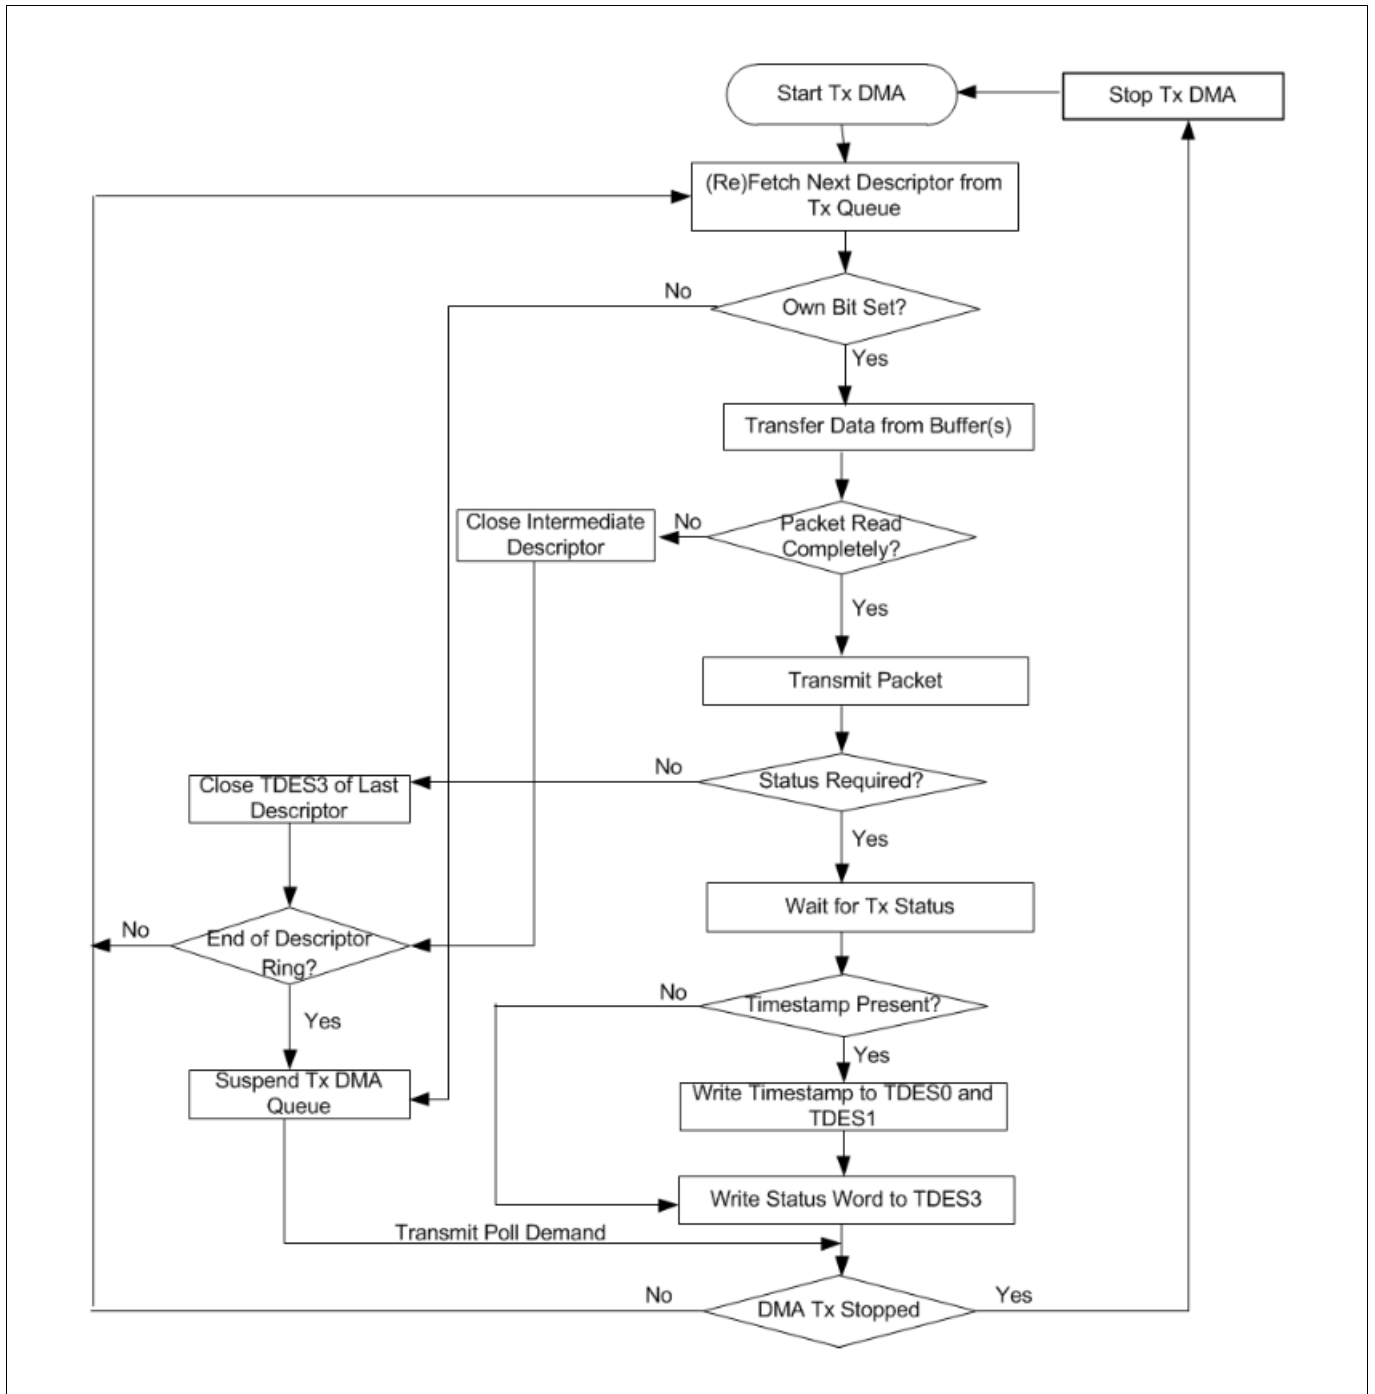 Start Tx DMA
Stop Tx DMA
(Re)Fetch Next Descriptor from
Tx Queue
No
Own Bit Set?
Yes
Transfer Data from Buffer(s)
Close Intermediate
Descriptor
No
Packet Read
Completely?
Yes
Transmit Packet
Close TDES3 of Last
Descriptor
No
Status Required?
Yes
Wait for Tx Status
No
End of Descriptor
Ring?
No
Timestamp Present?
Yes
Yes
Suspend Tx DMA
Queue
Write Timestamp to TDES0 and
TDES1
Write Status Word to TDES3
Transmit Poll Demand
No
DMA Tx Stopped
Yes